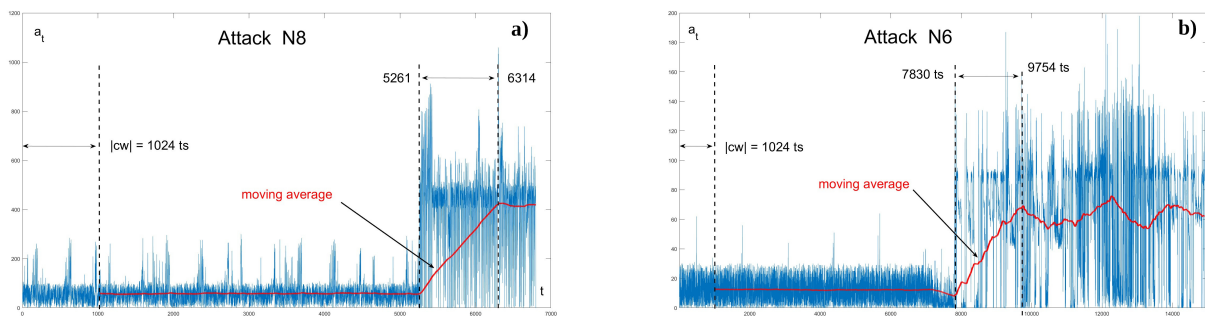 1200
a_t
Attack N8
a)
1000
5261
6314
800
|cw| = 1024 ts
600
moving average
400
200
t
0
0 1000 2000 3000 4000 5000 6000 7000
200
a_t
Attack N6
b)
180
7830 ts
9754 ts
160
140
120
|cw| = 1024 ts
100
80
moving average
60
40
20
0
2000 4000 6000 8000 10000 12000 14000